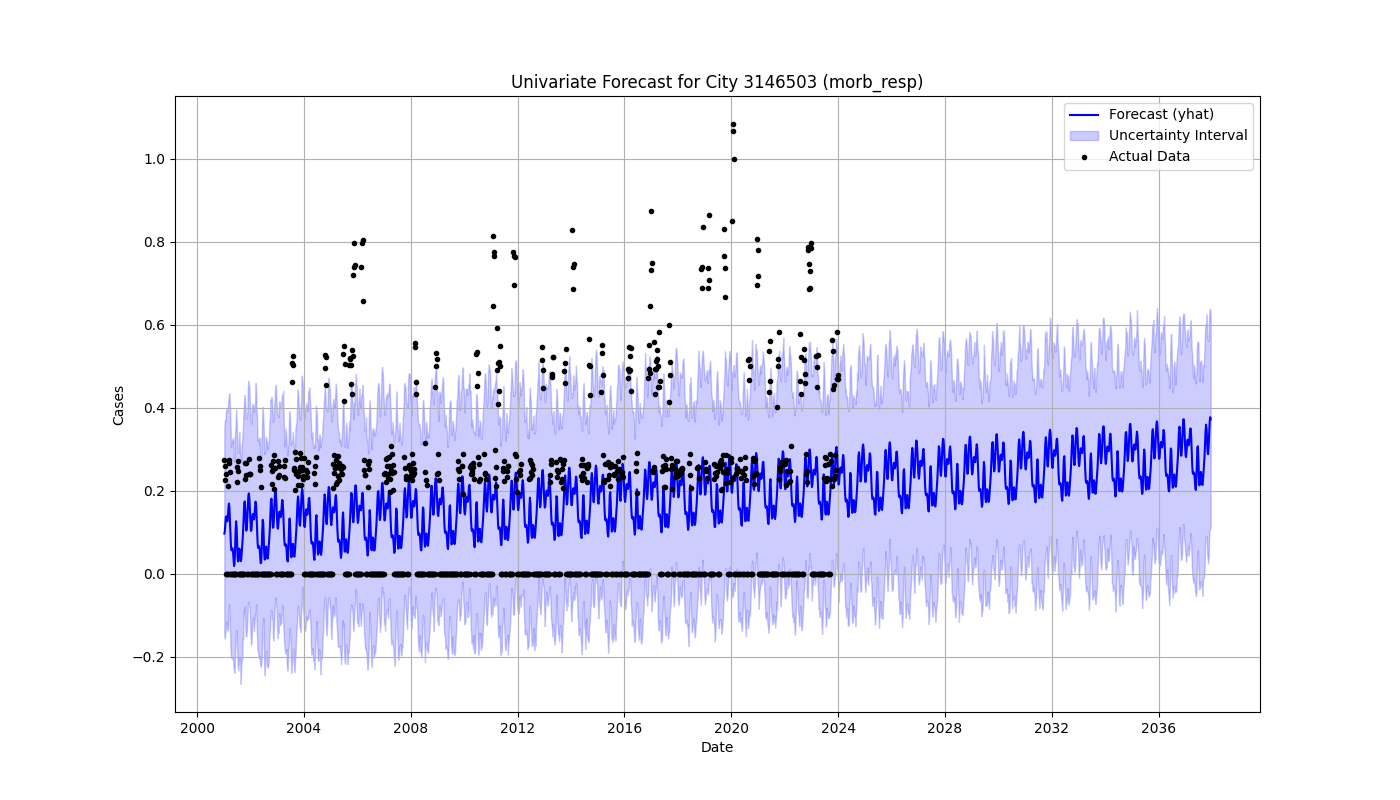 Univariate Forecast for City 3146503 (morb_resp)
Forecast (yhat)
Uncertainty Interval
Actual Data
Cases
1.0
0.8
0.6
0.4
0.2
0.0
−0.2
2000 2004 2008 2012 2016 2020 2024 2028 2032 2036
Date